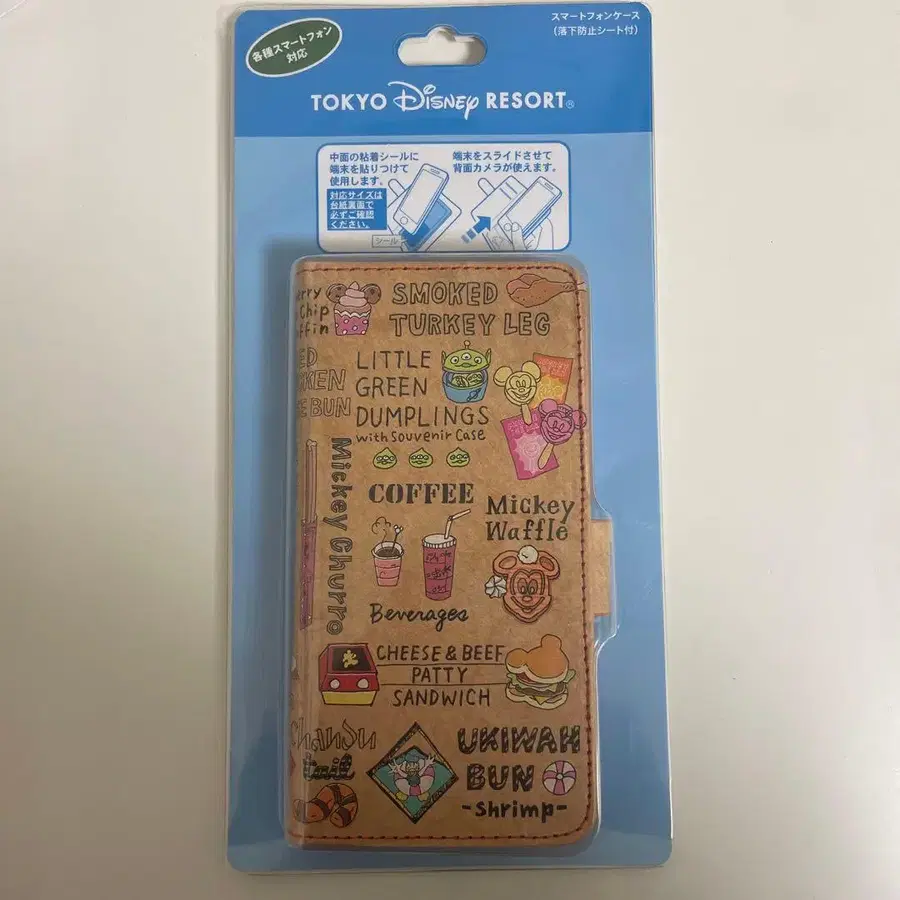 各種スマートフォン
対応
スマートフォンケース
(落下防止シート付)
TOKYO Disney RESORT®
中面の粘着シールに
端末を貼りつけて
使用します。
対応サイズは
台紙裏面で
必ずご確認
ください。
シール
端末をスライドさせて
背面カメラが使えます。
SMOKED
TURKEY LEG
LITTLE
GREEN
DUMPLINGS
with Souvenir Case
BUN
Mickey Churro
COFFEE
Mickey
Waffle
Beverages
CHEESE & BEEF
PATTY
SANDWICH
chandu
tail
UKIWAH
BUN
-shrimp-